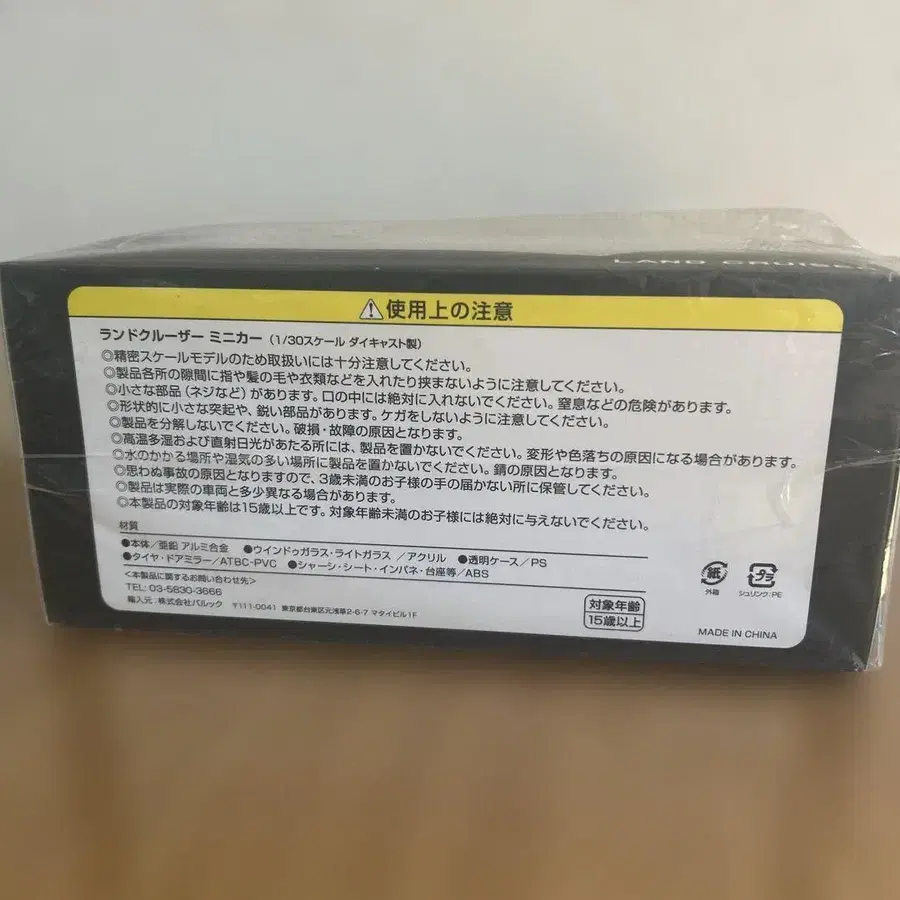 LAND CRUISER
⚠使用上の注意
ランドクルーザー ミニカー (1/30スケール ダイキャスト製)
◎精密スケールモデルのため取扱いには十分注意してください。
◎製品各所の隙間に指や髪の毛や衣類などを入れたり挟まないように注意してください。
◎小さな部品(ネジなど)があります。口の中には絶対に入れないでください。窒息などの危険があります。
◎形状的に小さな突起や、鋭い部品があります。ケガをしないように注意してください。
◎製品を分解しないでください。破損・故障の原因となります。
◎高温多湿および直射日光があたる所には、製品を置かないでください。変形や色落ちの原因になる場合があります。
◎水のかかる場所や湿気の多い場所に製品を置かないでください。錆の原因となります。
◎思わぬ事故の原因となりますので、3歳未満のお子様の手の届かない所に保管してください。
◎製品は実際の車両と多少異なる場合があります。
◎本製品の対象年齢は15歳以上です。対象年齢未満のお子様には絶対に与えないでください。
材質
●本体/亜鉛 アルミ合金 ●ウインドゥガラス・ライトガラス /アクリル ●透明ケース/PS
●タイヤ・ドアミラー/ATBC-PVC ●シャーシ・シート・インパネ・台座等/ABS
<本製品に関するお問い合わせ先>
TEL: 03-5830-3666
輸入元: 株式会社バルック 〒111-0041 東京都台東区元浅草2-6-7 マタイビル1F
対象年齢
15歳以上
紙
外箱
プラ
シュリンク:PE
MADE IN CHINA